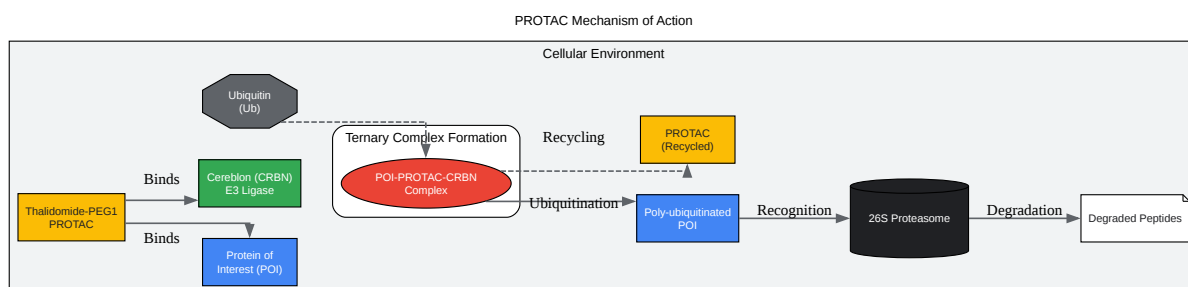 PROTAC Mechanism of Action
Cellular Environment
Ubiquitin
(Ub)
Ternary Complex Formation
POI-PROTAC-CRBN
Complex
Recycling
PROTAC
(Recycled)
Binds
Cereblon (CRBN)
E3 Ligase
Thalidomide-PEG1
PROTAC
Binds
Protein of
Interest (POI)
Ubiquitination
Poly-ubiquitinated
POI
Recognition
26S Proteasome
Degradation
Degraded Peptides